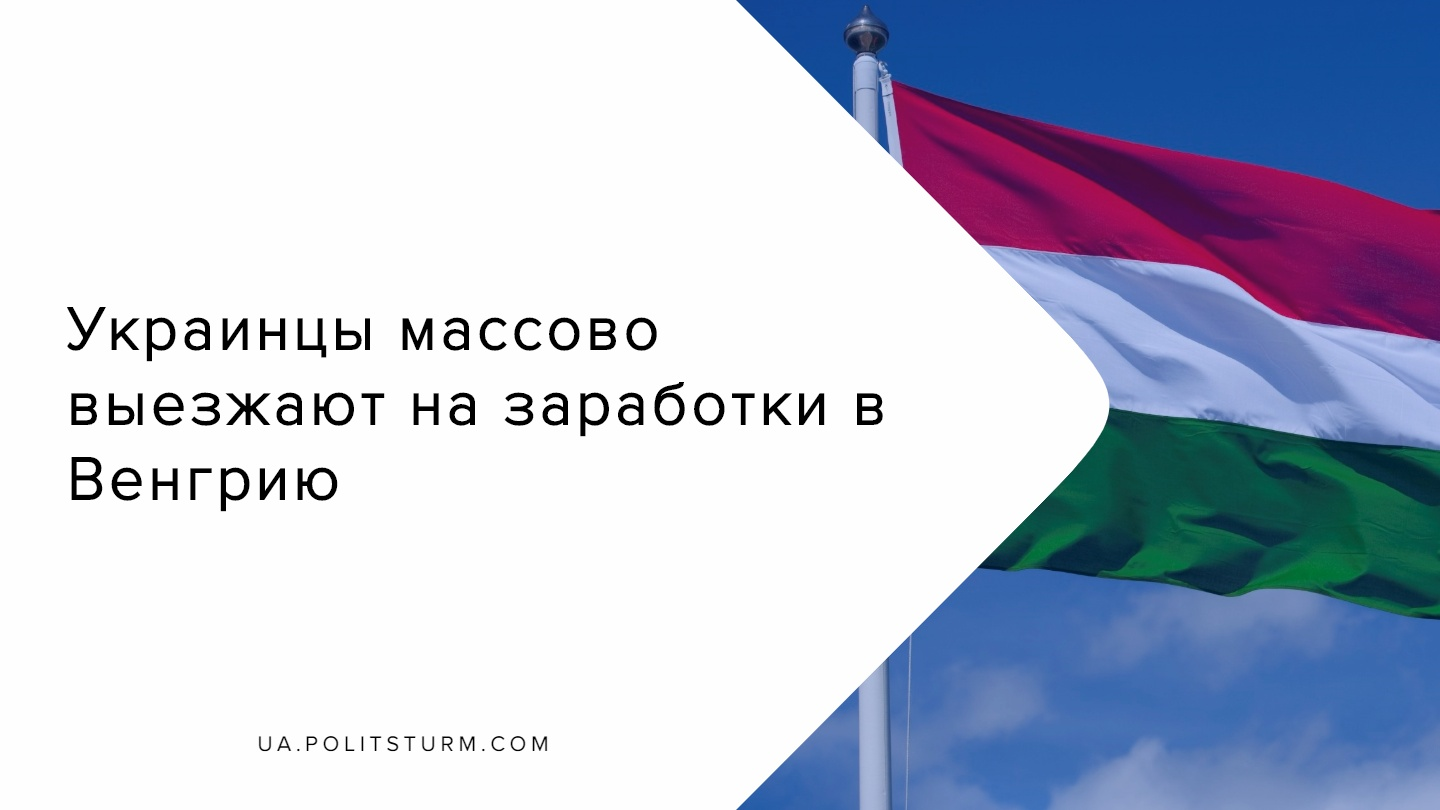 Украинцы массово
выезжают на заработки в
Венгрию
UA.POLITSTURM.COM